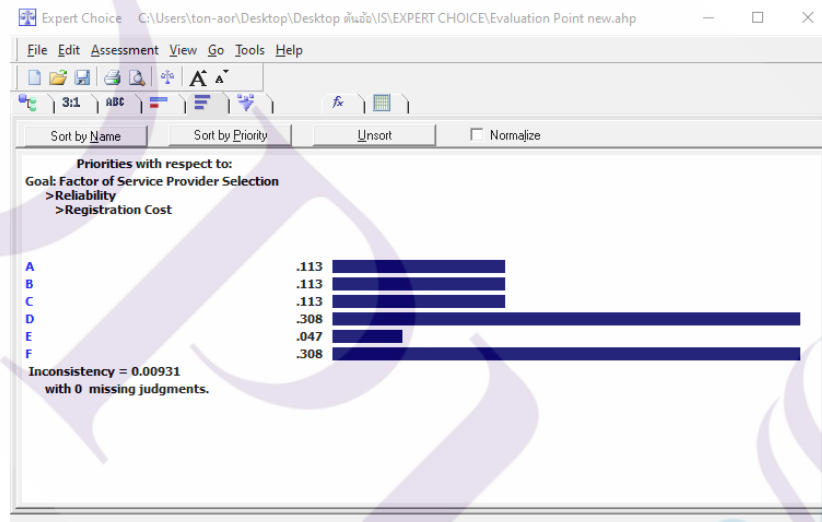 Expert Choice C:\Users\ton-aor\Desktop\Desktop ต้นอ้อ\IS\EXPERT CHOICE\Evaluation Point new.ahp
File Edit Assessment View Go Tools Help
A A
3:1 ABC fx
Sort by Name Sort by Priority Unsort Normalize
Priorities with respect to:
Goal: Factor of Service Provider Selection
>Reliability
>Registration Cost
A .113
B .113
C .113
D .308
E .047
F .308
Inconsistency = 0.00931
with 0 missing judgments.